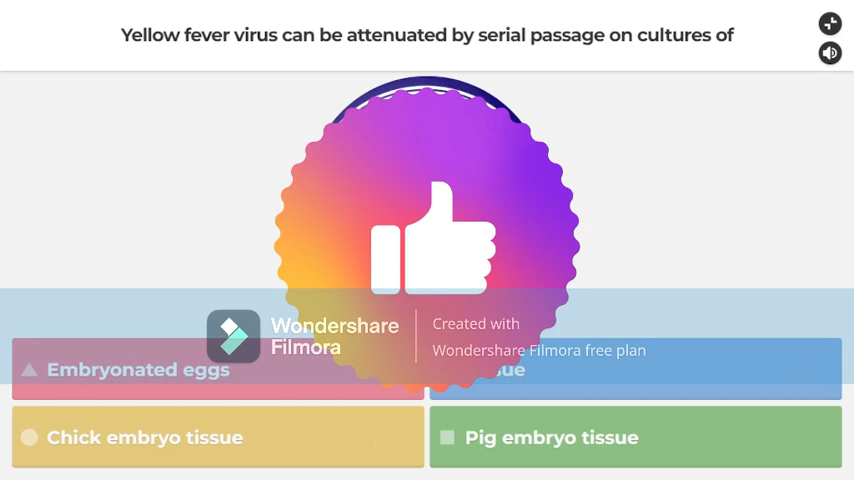 Yellow fever virus can be attenuated by serial passage on cultures of
Wondershare
Filmora
Created with
Wondershare Filmora free plan
Embryonated eggs
Chick embryo tissue
Pig embryo tissue